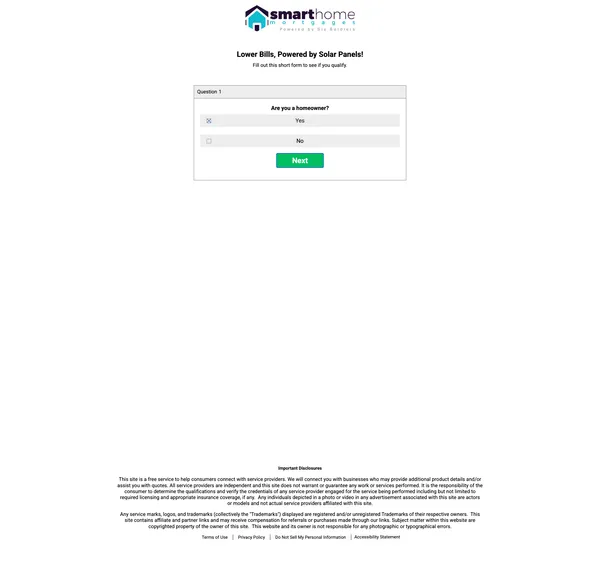 smarthome
mortgages
Lower Bills, Powered by Solar Panels!
Fill out this short form to see if you qualify.
Question 1
Are you a homeowner?
Yes
No
Next
Important Disclosures
This site is a free service to help consumers connect with service providers. We will connect you with businesses who may provide additional product details and/or
assist you with quotes. All service providers are independent and this site does not warrant or guarantee any work or services performed. It is the responsibility of the
consumer to determine the qualifications and verify the credentials of any service provider engaged for the service being performed including but not limited to
required licensing and appropriate insurance coverage, if any.  Any individuals depicted in a photo or video in any advertisement associated with this site are actors
or models and not actual service providers affiliated with this site.
Any service marks, logos, and trademarks (collectively the "Trademarks") displayed are registered and/or unregistered Trademarks of their respective owners.  This
site contains affiliate and partner links and may receive compensation for referrals or purchases made through our links. Subject matter within this website are
copyrighted property of the owner of this site.  This website and its owner is not responsible for any photographic or typographical errors.
Terms of Use | Privacy Policy | Do Not Sell My Personal Information | Accessibility Statement